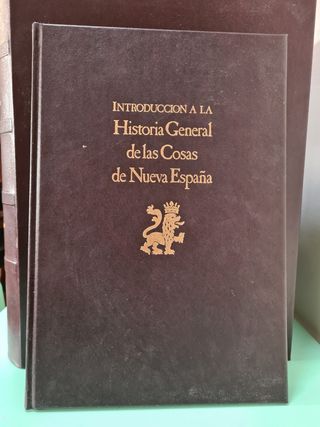 INTRODUCCION A LA
Historia General
de las Cosas
de Nueva España